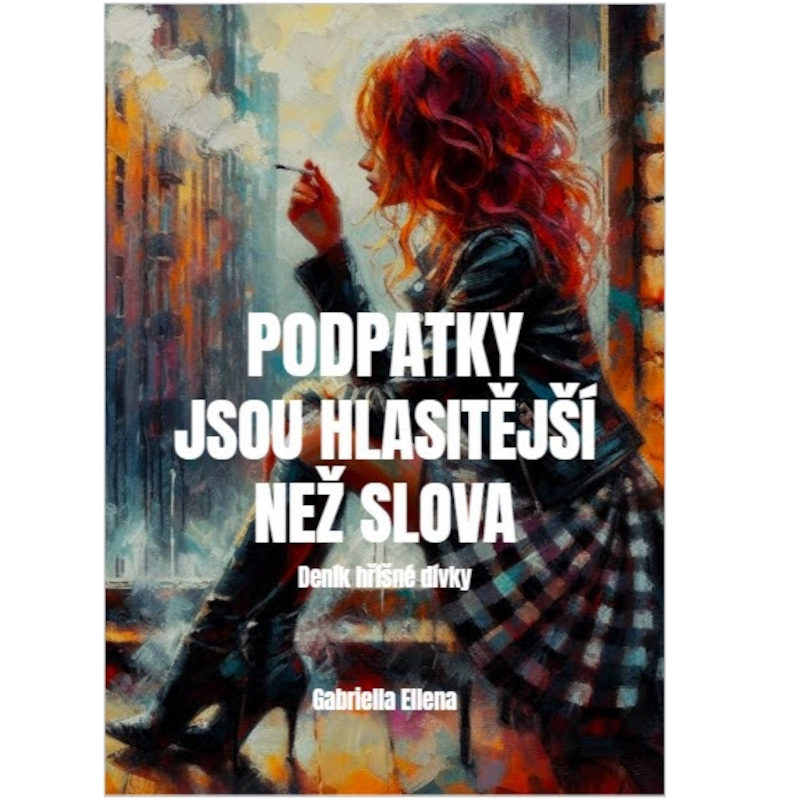 PODPATKY
JSOU HLASITĚJŠÍ
NEŽ SLOVA
Deník hříšné dívky
Gabriella Ellena